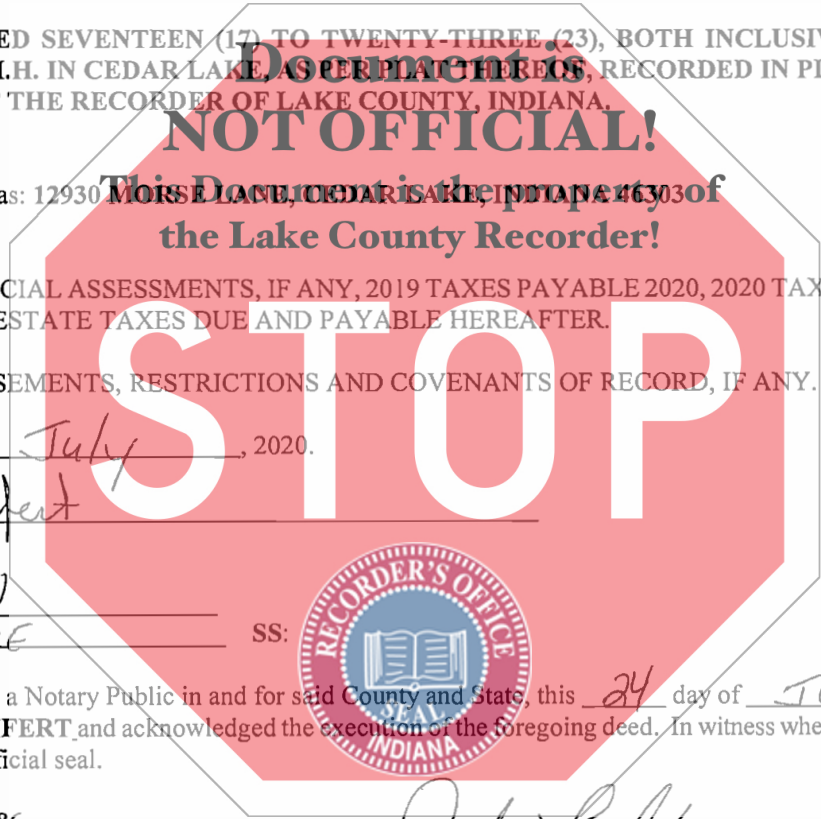 ED SEVENTEEN (17) TO TWENTY-THREE (23), BOTH INCLUSIV
Document is
I.H. IN CEDAR LAKE, AS PER PLAT THEREOF, RECORDED IN PL
THE RECORDER OF LAKE COUNTY, INDIANA.
NOT OFFICIAL!
as: 12930 MORSE LANE, CEDAR LAKE, INDIANA 46303
This Document is the property of
the Lake County Recorder!
CIAL ASSESSMENTS, IF ANY, 2019 TAXES PAYABLE 2020, 2020 TAX
ESTATE TAXES DUE AND PAYABLE HEREAFTER.
STOP
SEMENTS, RESTRICTIONS AND COVENANTS OF RECORD, IF ANY.
July, 2020.
SS:
RECORDER'S OFFICE
SEAL
INDIANA
a Notary Public in and for said County and State, this 24 day of
FERT and acknowledged the execution of the foregoing deed. In witness whe
ficial seal.